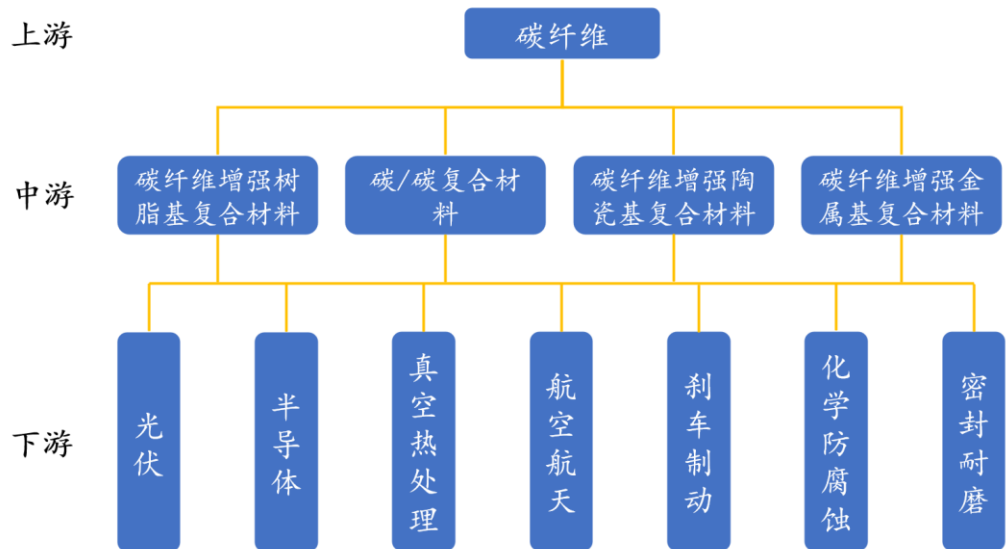 上游
碳纤维
中游
碳纤维增强树
脂基复合材料
碳/碳复合材
料
碳纤维增强陶
瓷基复合材料
碳纤维增强金
属基复合材料
下游
光伏
半导体
真空热处理
航空航天
刹车制动
化学防腐蚀
密封耐磨